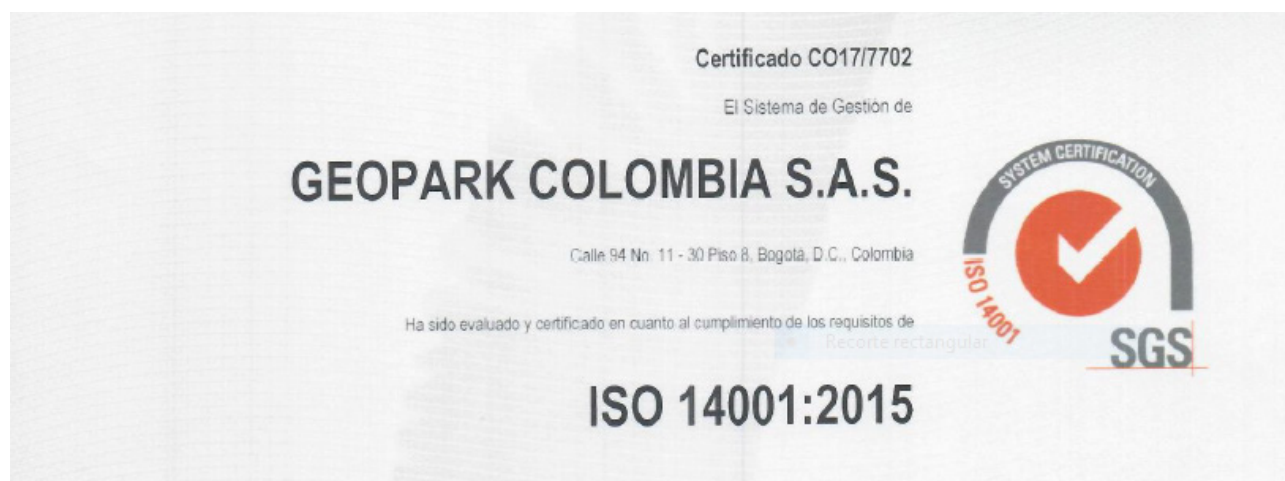 Certificado CO17/7702
El Sistema de Gestión de
GEOPARK COLOMBIA S.A.S.
Calle 94 No. 11 - 30 Piso 8, Bogotá, D.C., Colombia
Ha sido evaluado y certificado en cuanto al cumplimiento de los requisitos de
ISO 14001:2015
SYSTEM CERTIFICATION
ISO 14001
SGS
Recorte rectangular